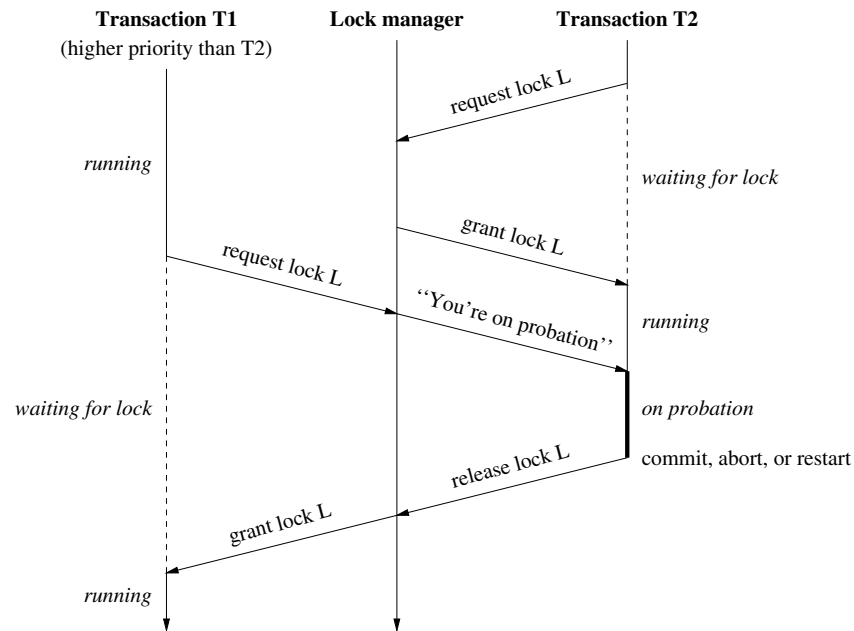 Transaction T1
(higher priority than T2)
Lock manager
Transaction T2
request lock L
running
waiting for lock
grant lock L
request lock L
‘‘You're on probation’’
running
waiting for lock
on probation
commit, abort, or restart
release lock L
grant lock L
running